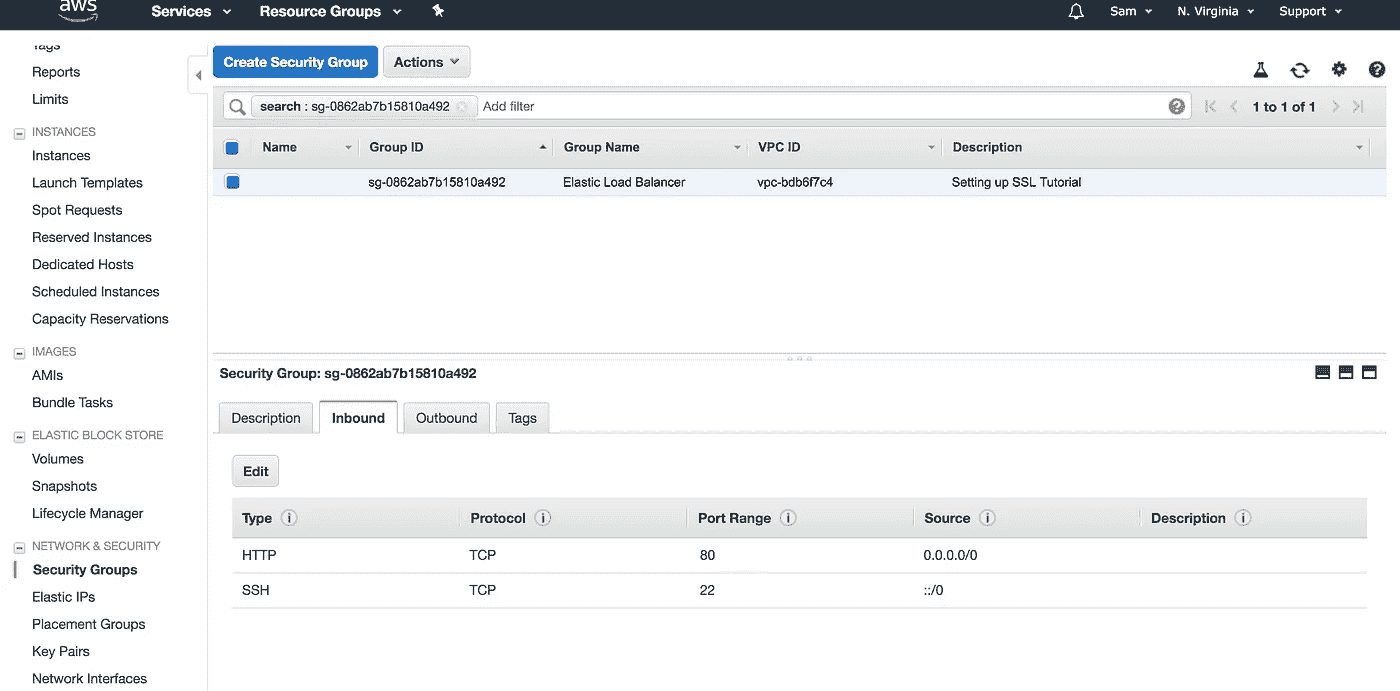 aws Services Resource Groups Sam N. Virginia Support
Tags
Reports
Limits
INSTANCES
Instances
Launch Templates
Spot Requests
Reserved Instances
Dedicated Hosts
Scheduled Instances
Capacity Reservations
IMAGES
AMIs
Bundle Tasks
ELASTIC BLOCK STORE
Volumes
Snapshots
Lifecycle Manager
NETWORK & SECURITY
Security Groups
Elastic IPs
Placement Groups
Key Pairs
Network Interfaces
Create Security Group Actions
search : sg-0862ab7b15810a492 Add filter 1 to 1 of 1
Name Group ID Group Name VPC ID Description
sg-0862ab7b15810a492 Elastic Load Balancer vpc-bdb6f7c4 Setting up SSL Tutorial
Security Group: sg-0862ab7b15810a492
Description Inbound Outbound Tags
Edit
Type Protocol Port Range Source Description
HTTP TCP 80 0.0.0.0/0
SSH TCP 22 ::/0